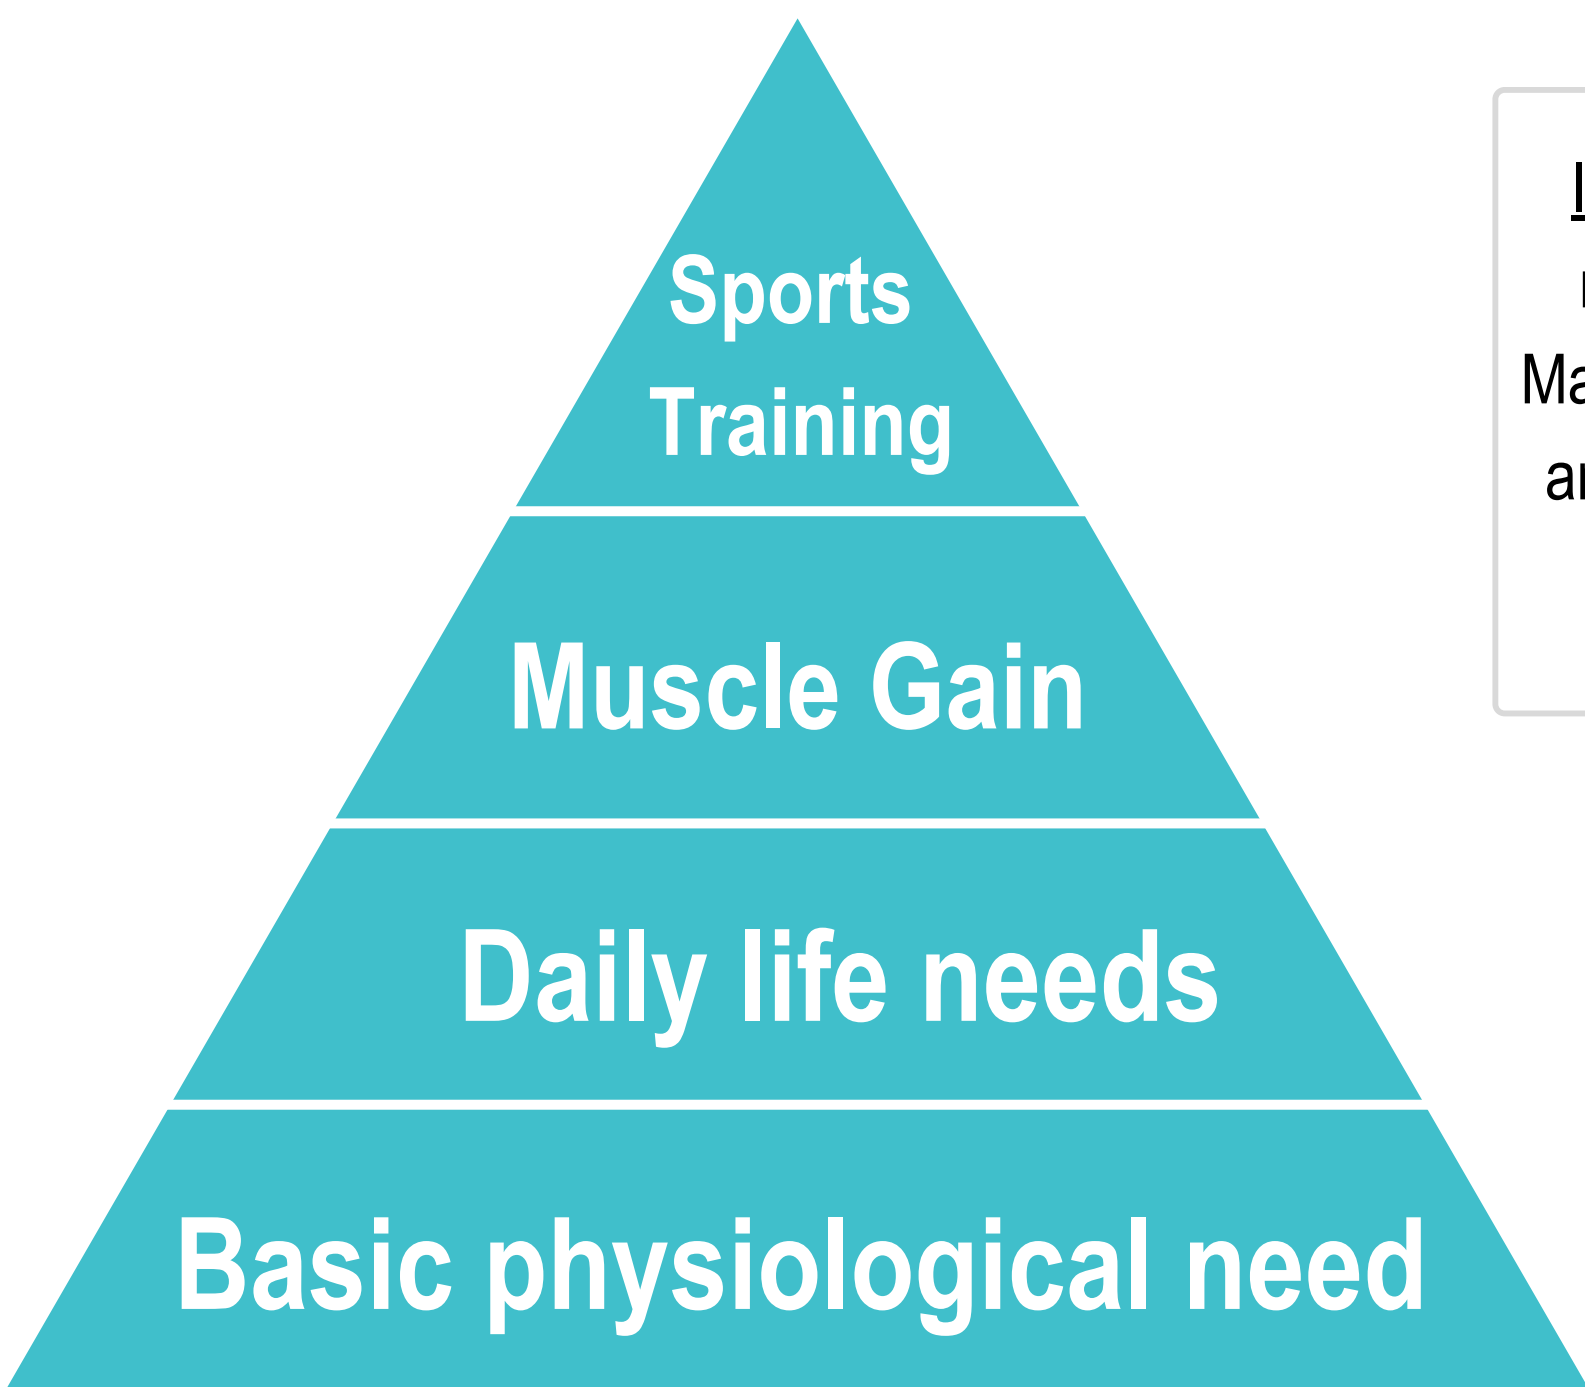 Sports
Training
Muscle Gain
Daily life needs
Basic physiological need